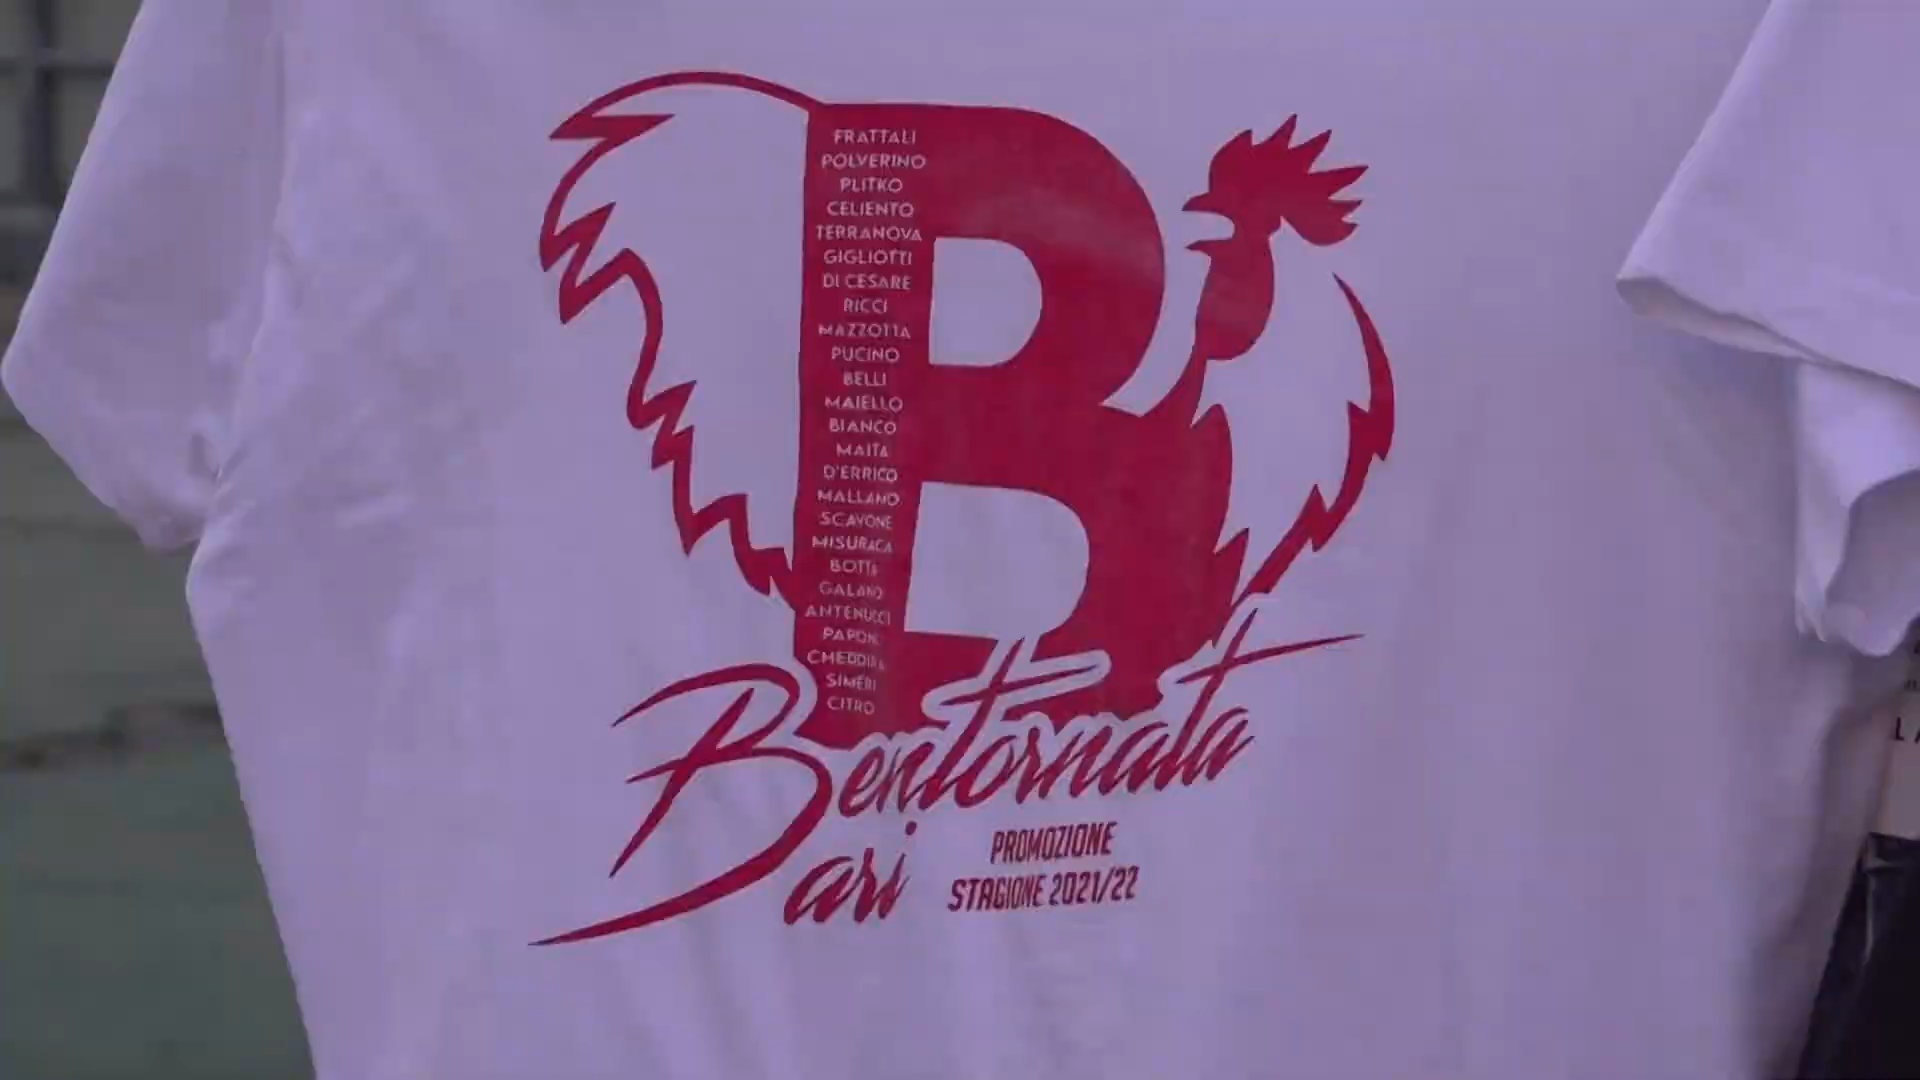 FRATTALI
POLVERINO
PLITKO
CELIENTO
TERRANOVA
GIGLIOTTI
DI CESARE
RICCI
MAZZOTTA
PUCINO
BELLI
MAIELLO
BIANCO
MAITA
D'ERRICO
MALLAMO
SCAVONE
MISURACA
BOTTA
GALANO
ANTENUCCI
PAPONI
CHEDDIRA
SIMERI
CITRO
Bentornata
Bari
PROMOZIONE
STAGIONE 2021/22